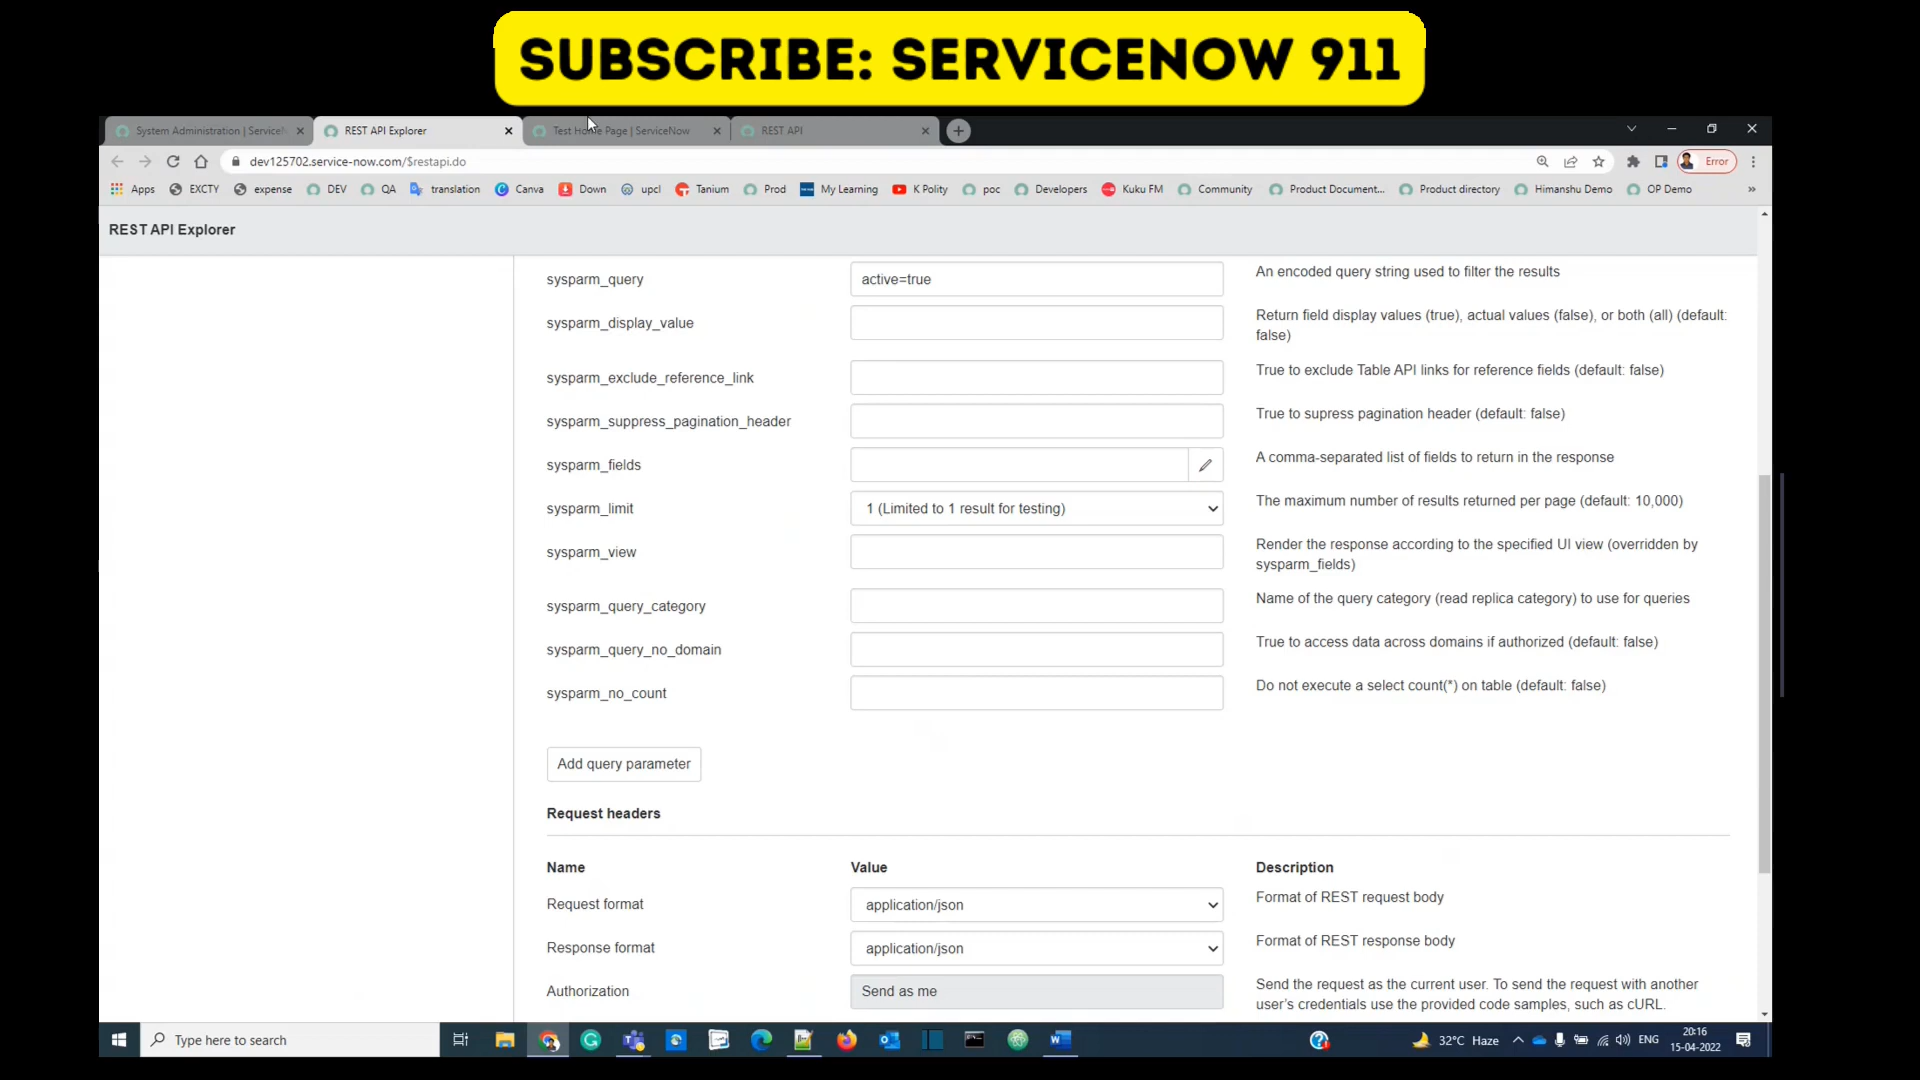 SUBSCRIBE: SERVICENOW 911
System Administration | ServiceN
REST API Explorer
Test Home Page | ServiceNow
REST API
dev125702.service-now.com/$restapi.do
Error
Apps
EXCTY
expense
DEV
QA
translation
Canva
Down
upcl
Tanium
Prod
My Learning
K Polity
poc
Developers
Kuku FM
Community
Product Document...
Product directory
Himanshu Demo
OP Demo
»
REST API Explorer
sysparm_query
active=true
An encoded query string used to filter the results
sysparm_display_value
Return field display values (true), actual values (false), or both (all) (default:
false)
sysparm_exclude_reference_link
True to exclude Table API links for reference fields (default: false)
sysparm_suppress_pagination_header
True to supress pagination header (default: false)
sysparm_fields
A comma-separated list of fields to return in the response
sysparm_limit
1 (Limited to 1 result for testing)
The maximum number of results returned per page (default: 10,000)
sysparm_view
Render the response according to the specified UI view (overridden by
sysparm_fields)
sysparm_query_category
Name of the query category (read replica category) to use for queries
sysparm_query_no_domain
True to access data across domains if authorized (default: false)
sysparm_no_count
Do not execute a select count(*) on table (default: false)
Add query parameter
Request headers
Name
Value
Description
Request format
application/json
Format of REST request body
Response format
application/json
Format of REST response body
Authorization
Send as me
Send the request as the current user. To send the request with another
user's credentials use the provided code samples, such as cURL.
Type here to search
32°C Haze
ENG
20:16
15-04-2022